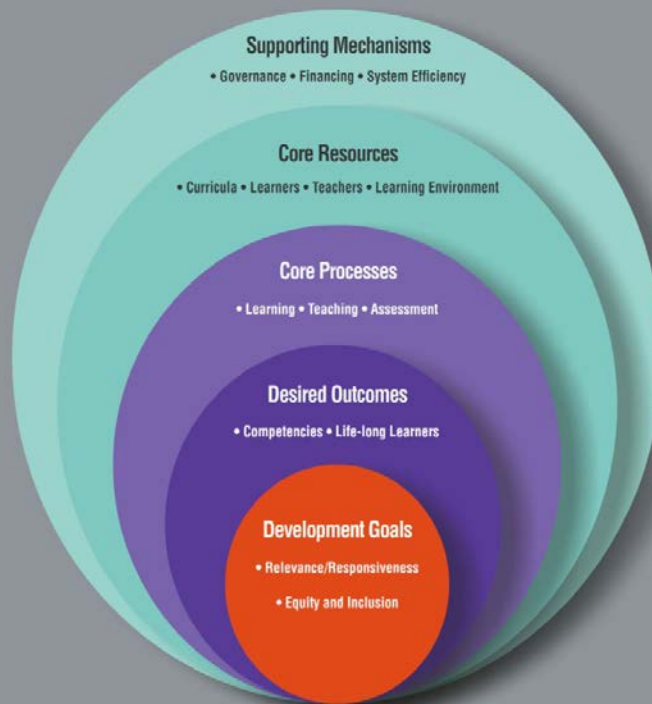 Supporting Mechanisms
• Governance • Financing • System Efficiency
Core Resources
• Curricula • Learners • Teachers • Learning Environment
Core Processes
• Learning • Teaching • Assessment
Desired Outcomes
• Competencies • Life-long Learners
Development Goals
• Relevance/Responsiveness
• Equity and Inclusion